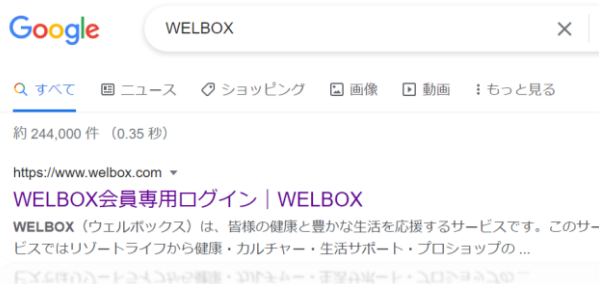 Google
WELBOX
すべて ニュース ショッピング 画像 動画 もっと見る
約 244,000 件 （0.35 秒）
https://www.welbox.com
WELBOX会員専用ログイン｜WELBOX
WELBOX（ウェルボックス）は、皆様の健康と豊かな生活を応援するサービスです。このサー
ビスではリゾートライフから健康・カルチャー・生活サポート・プロショップの ...